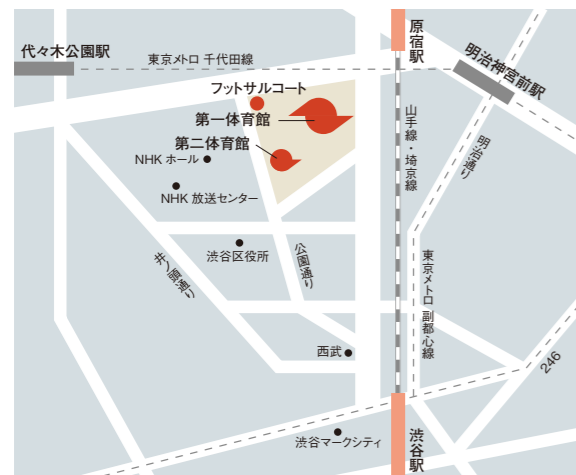 原宿駅
代々木公園駅
東京メトロ 千代田線
明治神宮前駅
フットサルコート
第一体育館
山手線・埼京線
第二体育館
NHK ホール
明治通り
NHK 放送センター
井ノ頭通り
渋谷区役所
公園通り
東京メトロ 副都心線
西武
246
渋谷マークシティ
渋谷駅